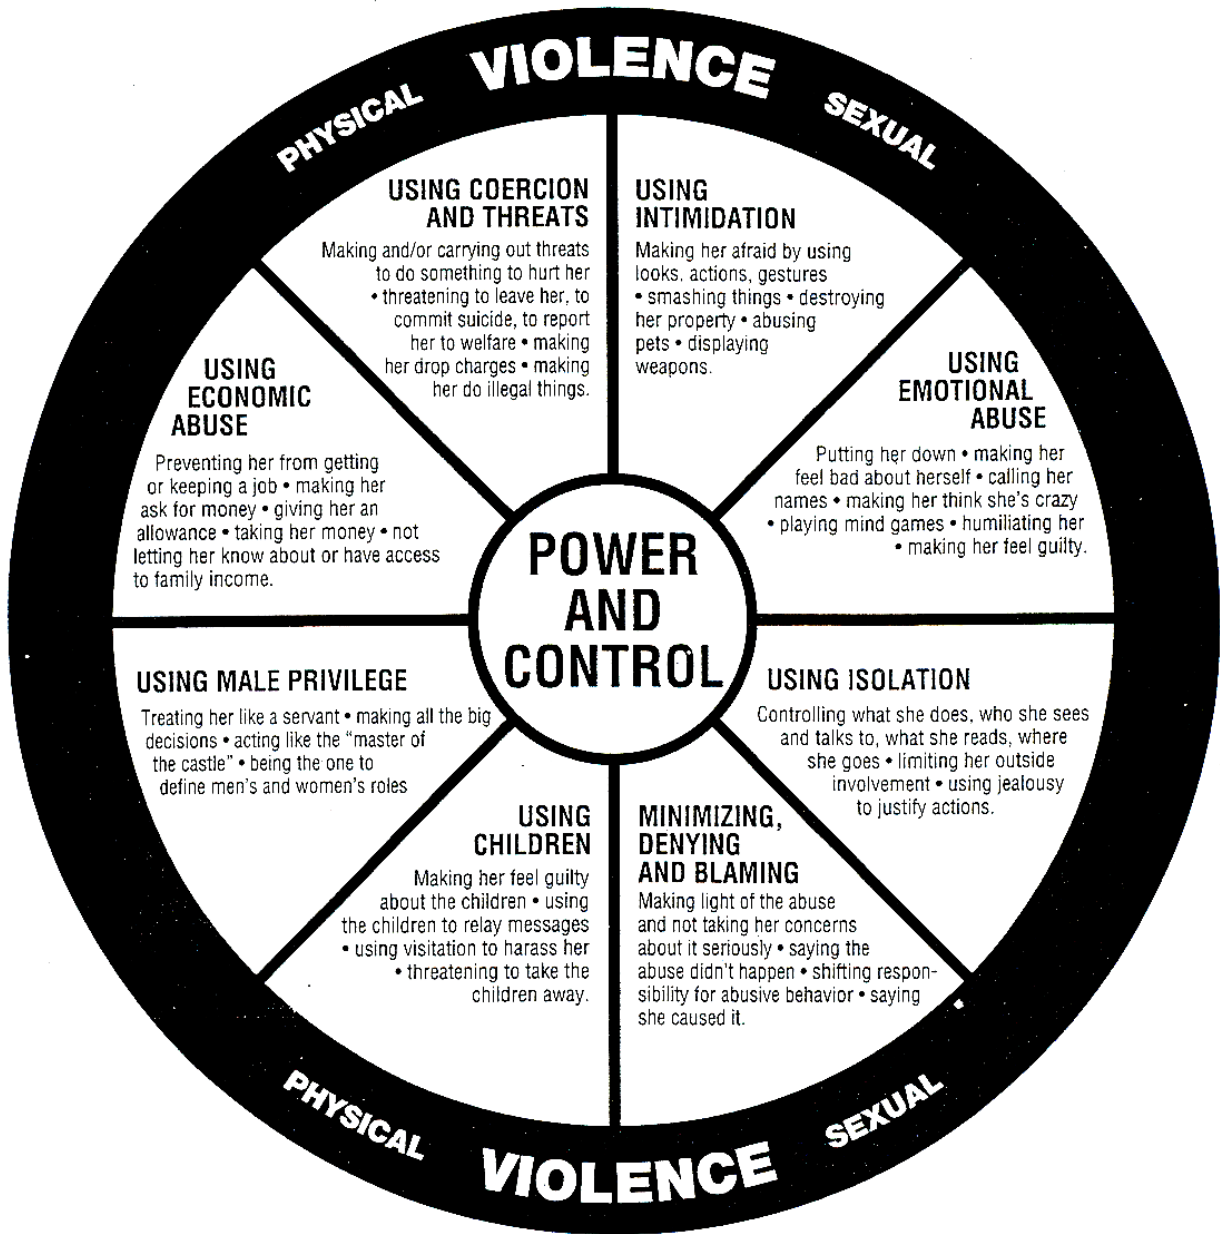 PHYSICAL VIOLENCE SEXUAL
USING COERCION
AND THREATS
Making and/or carrying out threats
to do something to hurt her
• threatening to leave her, to
commit suicide, to report
her to welfare • making
her drop charges • making
her do illegal things.
USING
INTIMIDATION
Making her afraid by using
looks, actions, gestures
• smashing things • destroying
her property • abusing
pets • displaying
weapons.
USING
EMOTIONAL
ABUSE
Putting her down • making her
feel bad about herself • calling her
names • making her think she's crazy
• playing mind games • humiliating her
• making her feel guilty.
USING ISOLATION
Controlling what she does, who she sees
and talks to, what she reads, where
she goes • limiting her outside
involvement • using jealousy
to justify actions.
MINIMIZING,
DENYING
AND BLAMING
Making light of the abuse
and not taking her concerns
about it seriously • saying the
abuse didn't happen • shifting respon-
sibility for abusive behavior • saying
she caused it.
USING
CHILDREN
Making her feel guilty
about the children • using
the children to relay messages
• using visitation to harass her
• threatening to take the
children away.
USING MALE PRIVILEGE
Treating her like a servant • making all the big
decisions • acting like the "master of
the castle" • being the one to
define men's and women's roles
USING
ECONOMIC
ABUSE
Preventing her from getting
or keeping a job • making her
ask for money • giving her an
allowance • taking her money • not
letting her know about or have access
to family income.
POWER
AND
CONTROL
PHYSICAL VIOLENCE SEXUAL